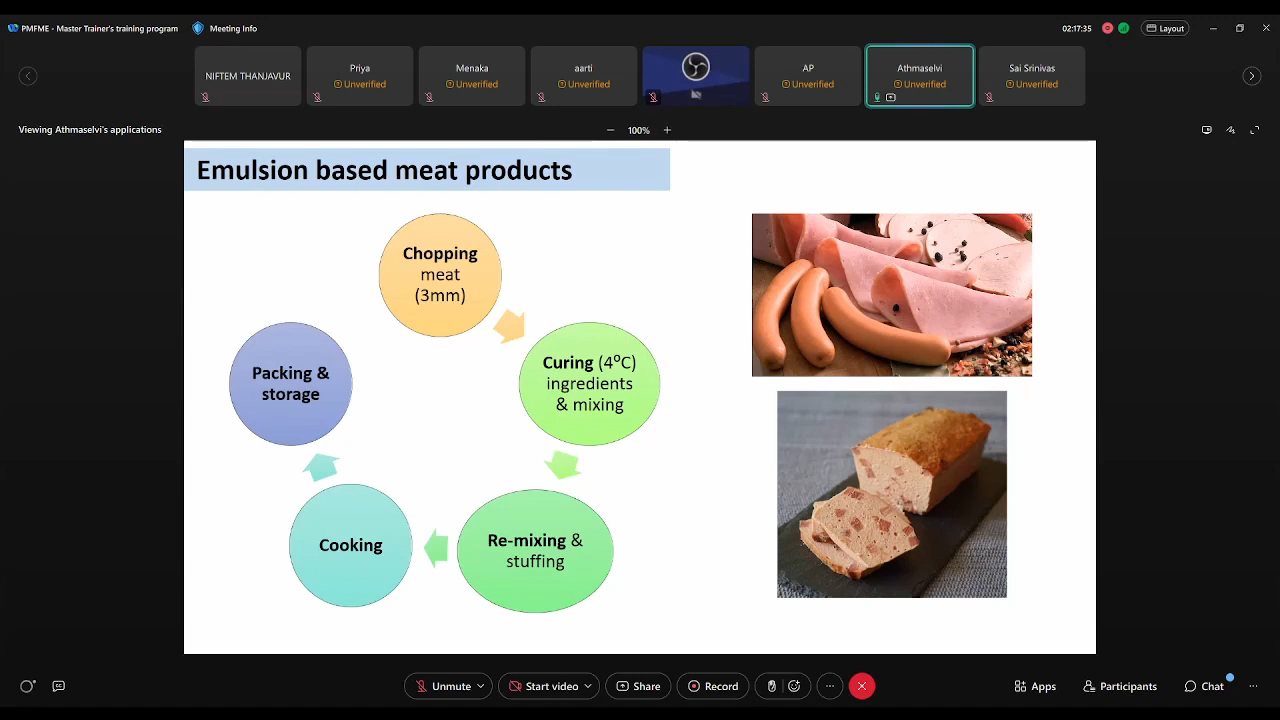 PMFME - Master Trainer's training program
Meeting Info
02:17:35
Layout
NIFTEM THANJAVUR
Priya
Unverified
Menaka
Unverified
aarti
Unverified
AP
Unverified
Athmaselvi
Unverified
Sai Srinivas
Unverified
Viewing Athmaselvi's applications
100%
Emulsion based meat products
Chopping
meat
(3mm)
Curing (4⁰C)
ingredients
& mixing
Re-mixing &
stuffing
Cooking
Packing &
storage
Unmute
Start video
Share
Record
Apps
Participants
Chat